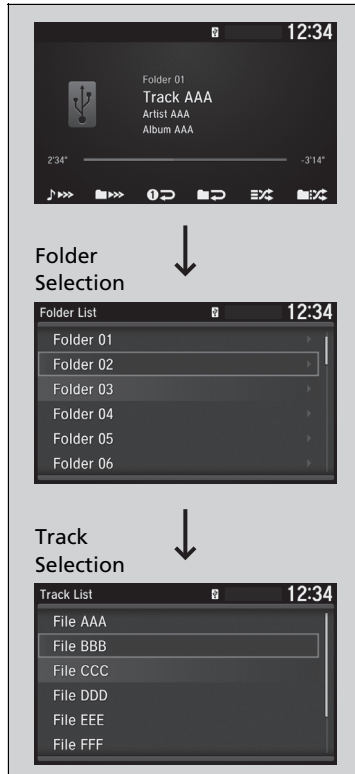 12:34
Folder 01
Track AAA
Artist AAA
Album AAA
2'34"
-3'14"
Folder
Selection
Folder List
12:34
Folder 01
Folder 02
Folder 03
Folder 04
Folder 05
Folder 06
Track
Selection
Track List
12:34
File AAA
File BBB
File CCC
File DDD
File EEE
File FFF